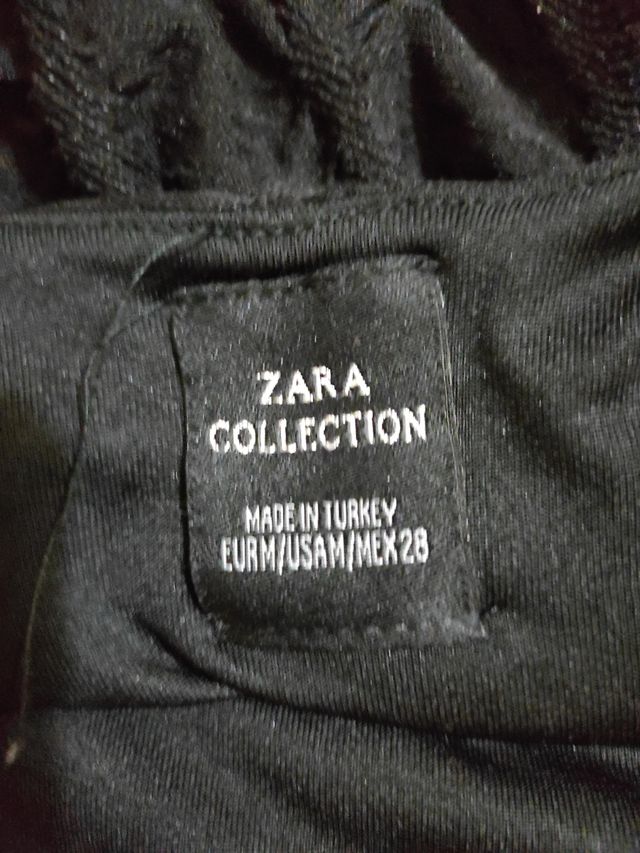 ZARA
COLLECTION
MADE IN TURKEY
EUR M/USA M/MEX 28